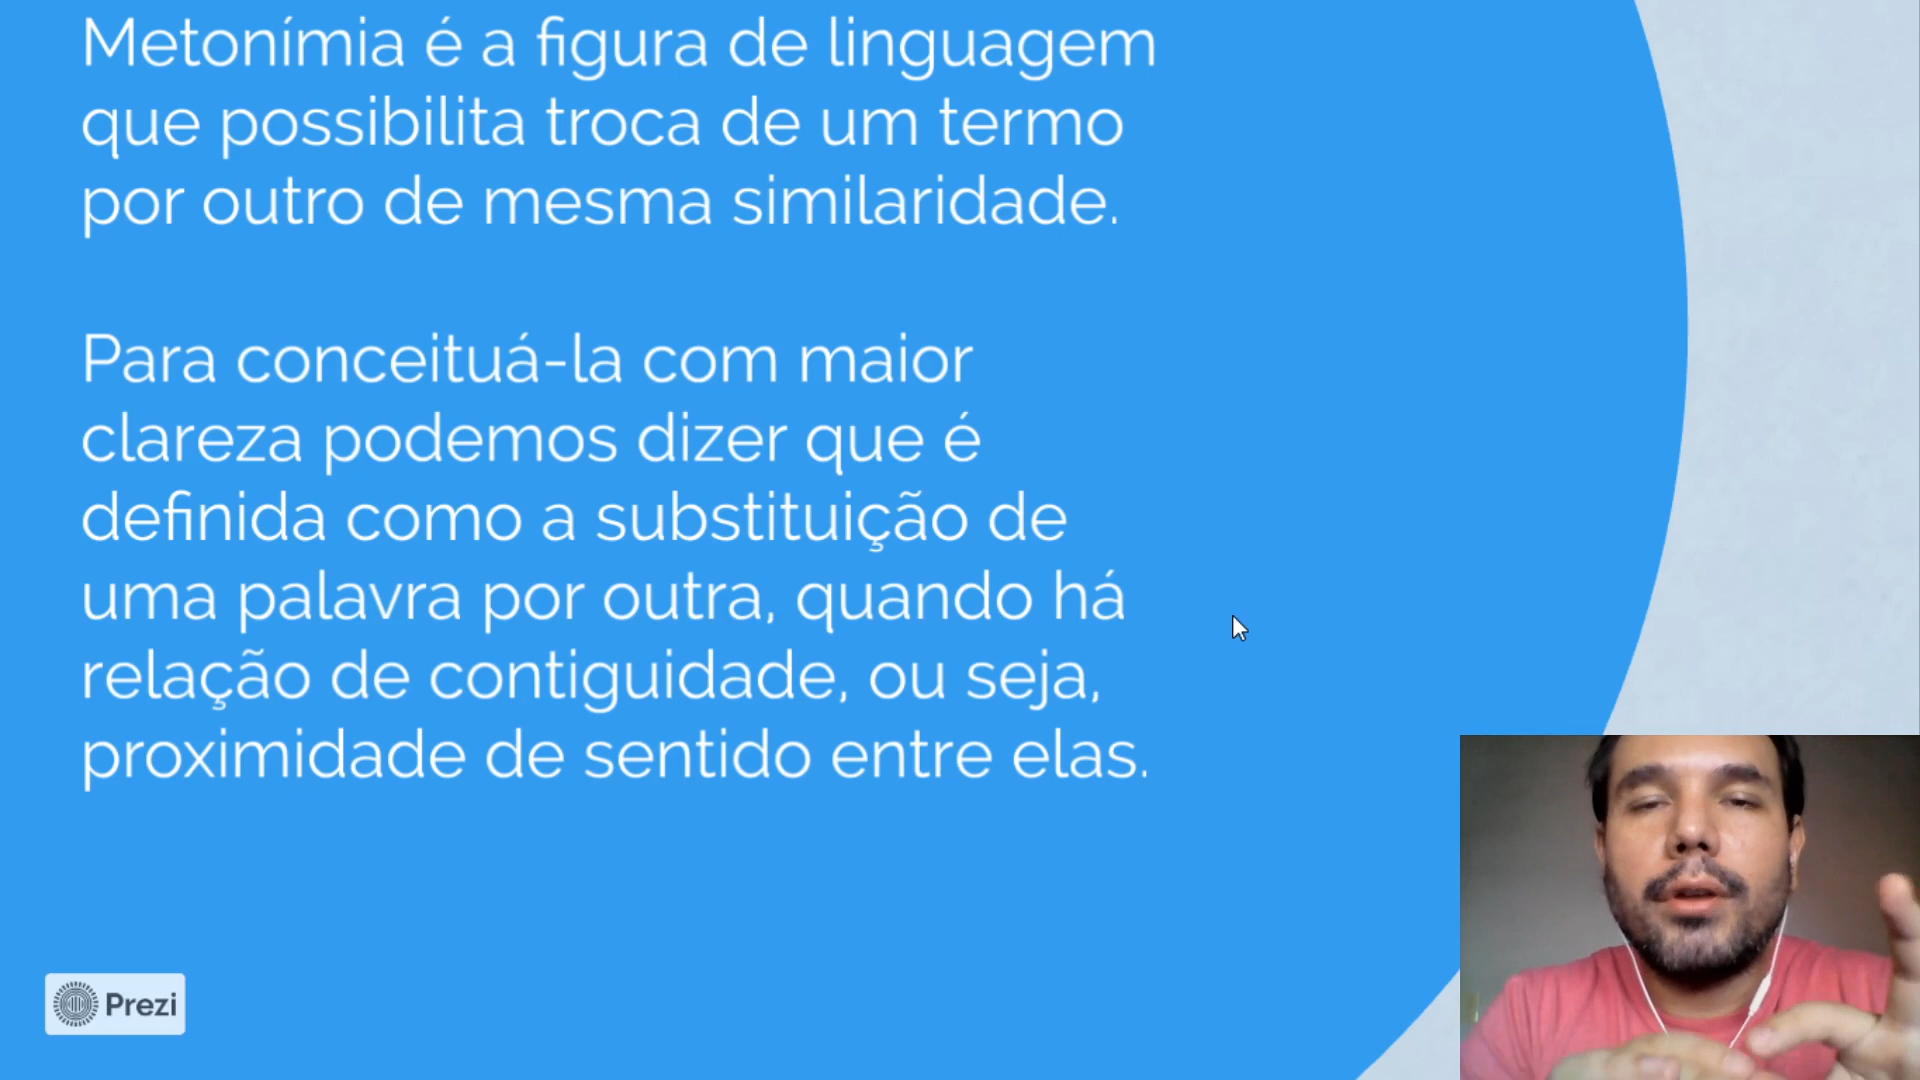 Metonímia é a figura de linguagem
que possibilita troca de um termo
por outro de mesma similaridade.
Para conceituá-la com maior
clareza podemos dizer que é
definida como a substituição de
uma palavra por outra, quando há
relação de contiguidade, ou seja,
proximidade de sentido entre elas.
Prezi